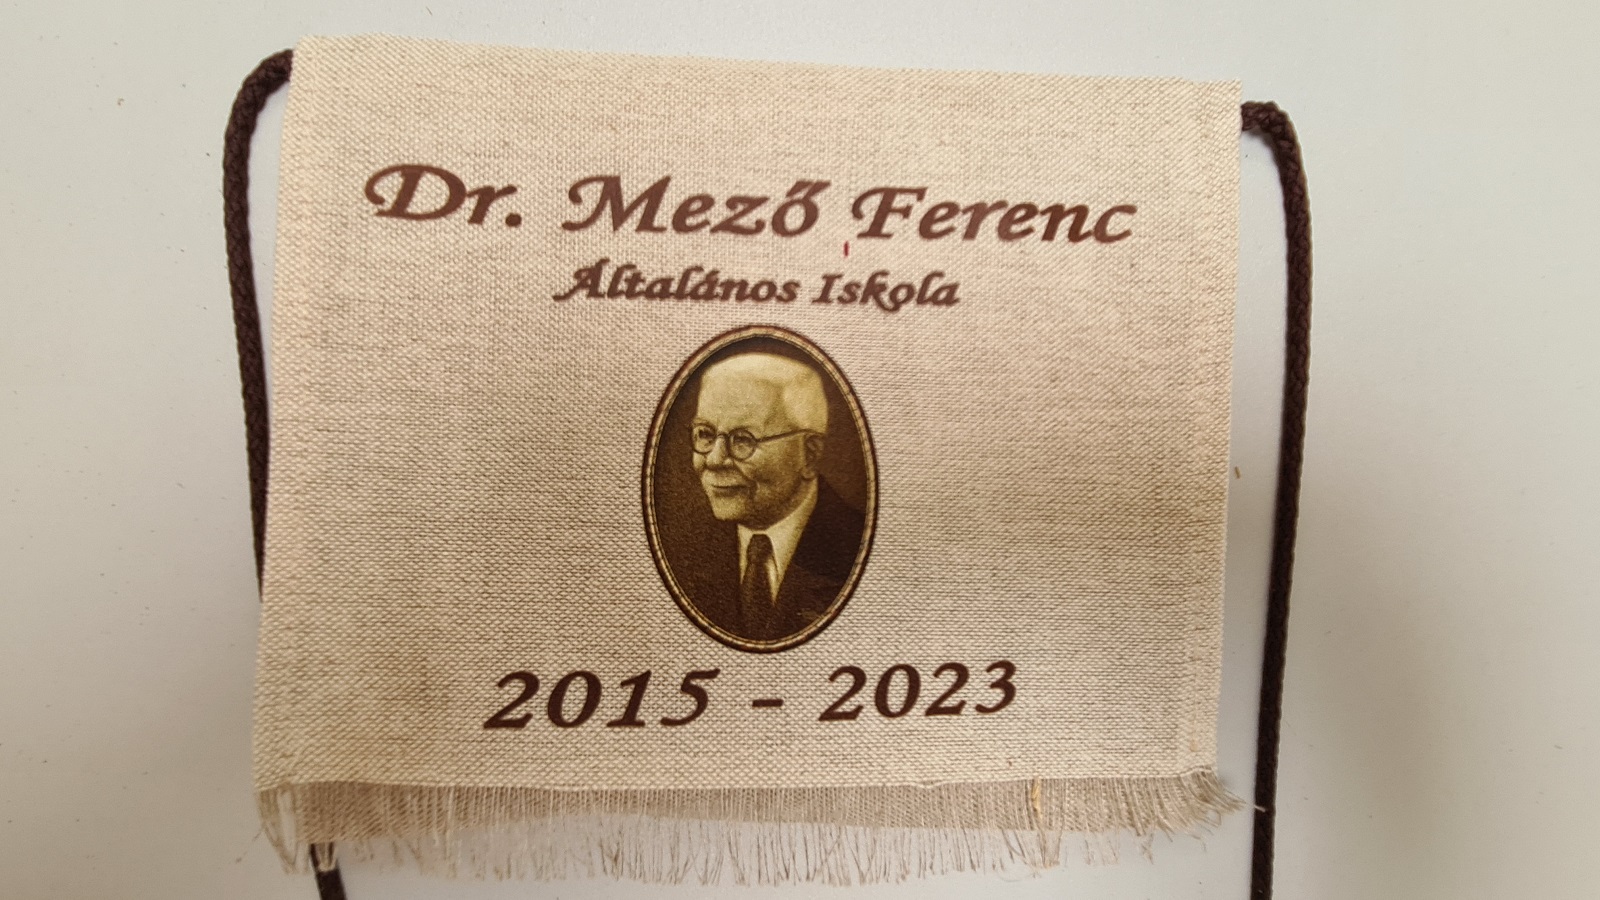 Dr. Mező Ferenc
Általános Iskola
2015 - 2023